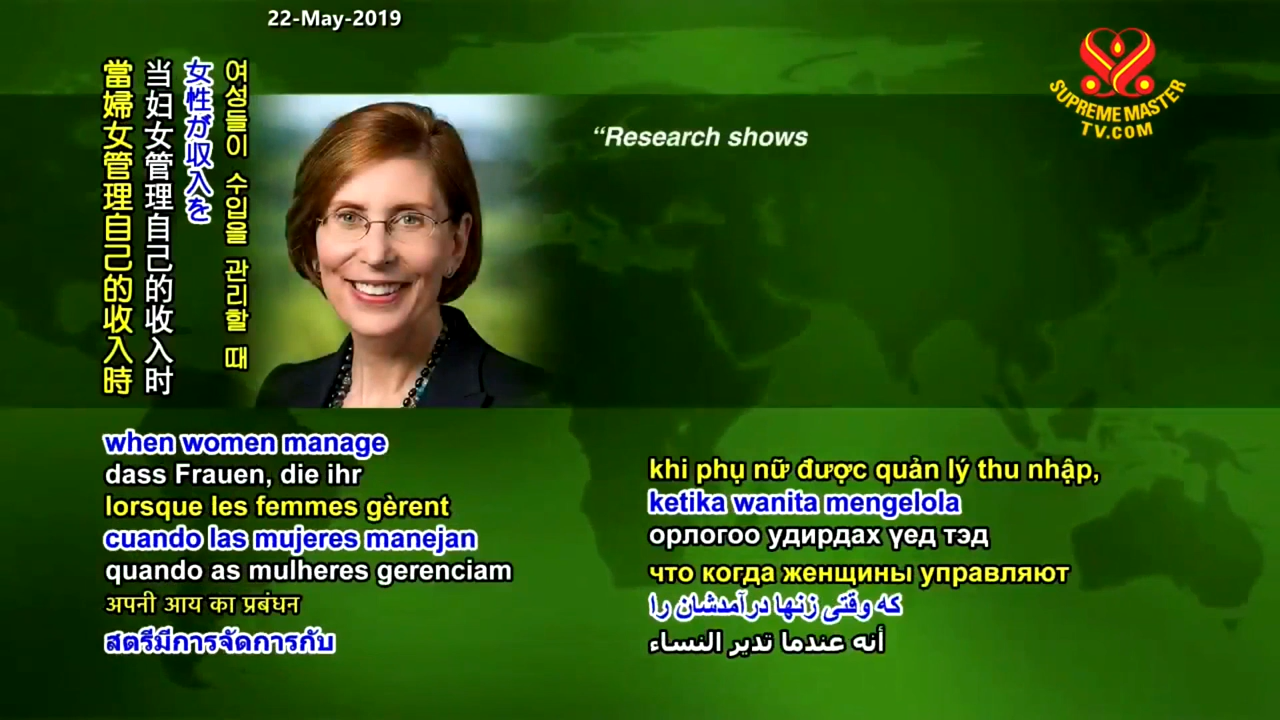 22-May-2019
SUPREME MASTER
TV.COM
“Research shows
여성들이 수입을 관리할 때
女性が収入を
当妇女管理自己的收入时
當婦女管理自己的收入時
when women manage
dass Frauen, die ihr
lorsque les femmes gèrent
cuando las mujeres manejan
quando as mulheres gerenciam
अपनी आय का प्रबंधन
สตรีมีการจัดการกับ
khi phụ nữ được quản lý thu nhập,
ketika wanita mengelola
орлогоо удирдах үед тэд
что когда женщины управляют
که وقتی زنها درآمدشان را
أنه عندما تدير النساء